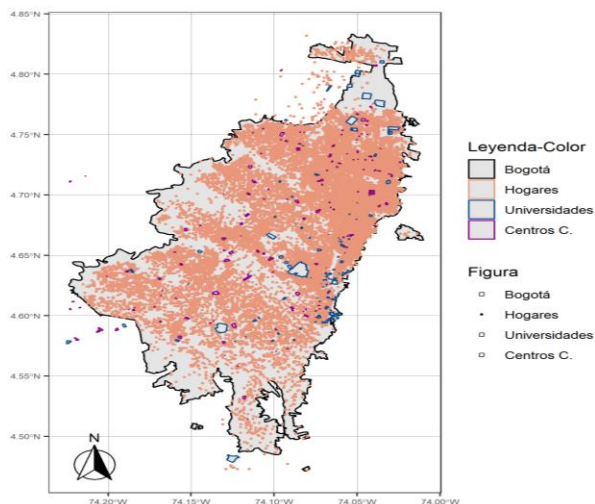 4.85°N
4.80°N
4.75°N
4.70°N
4.65°N
4.60°N
4.55°N
4.50°N
N
74.20°W
74.15°W
74.10°W
74.05°W
74.00°W
Leyenda-Color
Bogotá
Hogares
Universidades
Centros C.
Figura
Bogotá
Hogares
Universidades
Centros C.